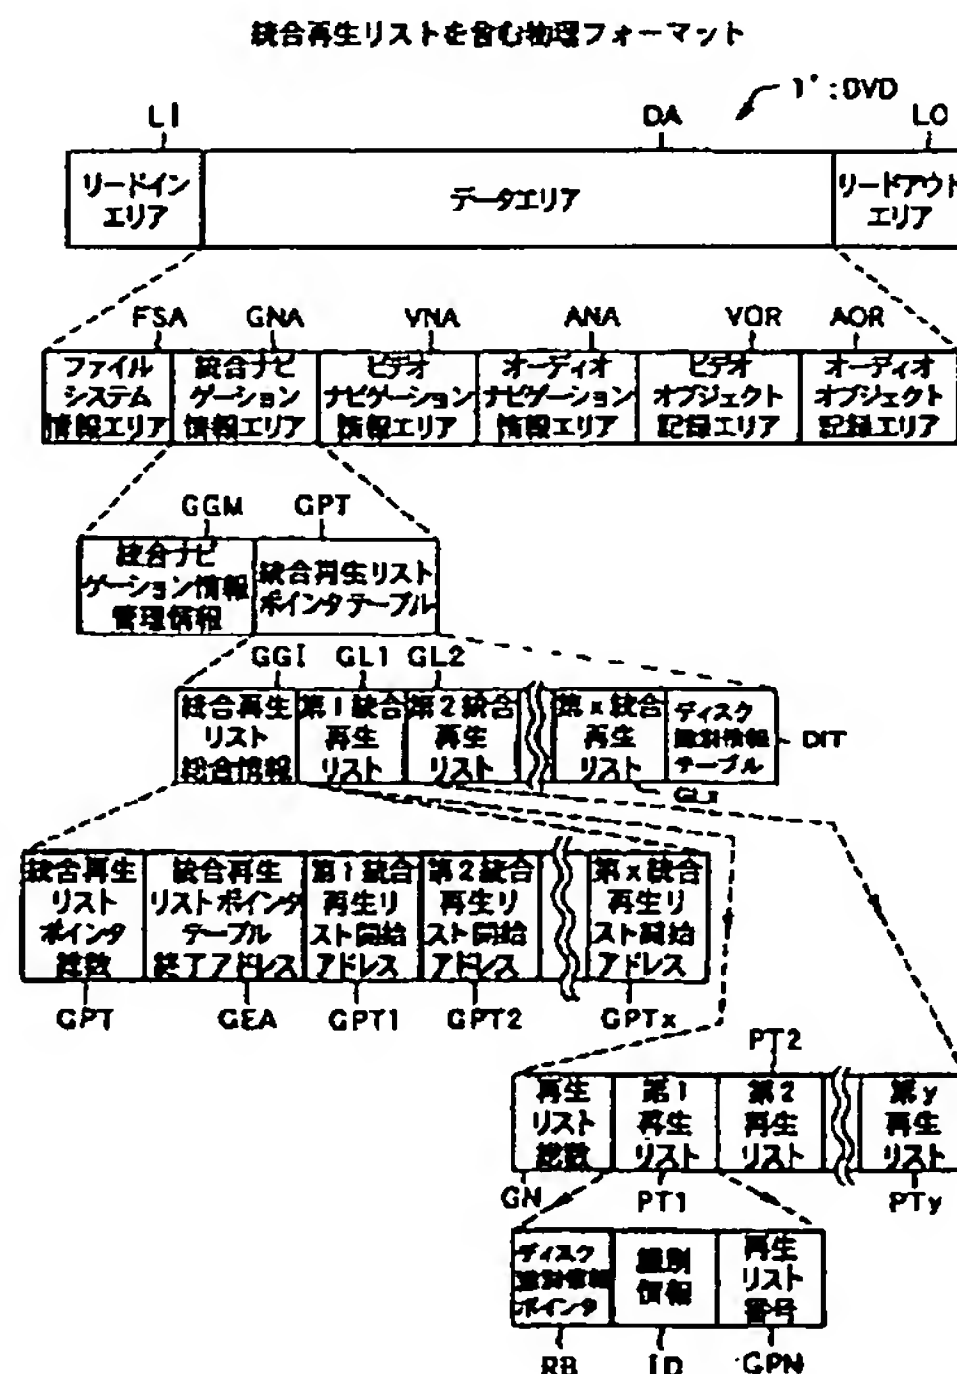 統合再生リストを含む物理フォーマット
1' :DVD
LI
DA
LO
リードイン
エリア
データエリア
リードアウト
エリア
FSA
GNA
VNA
ANA
VOR
AOR
ファイル
システム
情報エリア
統合ナビ
ゲーション
情報エリア
ビデオ
ナビゲーション
情報エリア
オーディオ
ナビゲーション
情報エリア
ビデオ
オブジェクト
記録エリア
オーディオ
オブジェクト
記録エリア
GGM
GPT
統合ナビ
ゲーション情報
管理情報
統合再生リスト
ポインタテーブル
GGI
GL1
GL2
統合再生
リスト
総合情報
第1統合
再生
リスト
第2統合
再生
リスト
第x統合
再生
リスト
ディスク
識別情報
テーブル
DIT
GLx
統合再生
リスト
ポインタ
総数
統合再生
リストポインタ
テーブル
終了アドレス
第1統合
再生リ
スト開始
アドレス
第2統合
再生リ
スト開始
アドレス
第x統合
再生リ
スト開始
アドレス
GPT
GEA
GPT1
GPT2
GPTx
PT2
再生
リスト
総数
第1
再生
リスト
第2
再生
リスト
第y
再生
リスト
GN
PT1
PTy
ディスク
識別情報
ポインタ
識別
情報
再生
リスト
番号
RB
ID
GPN